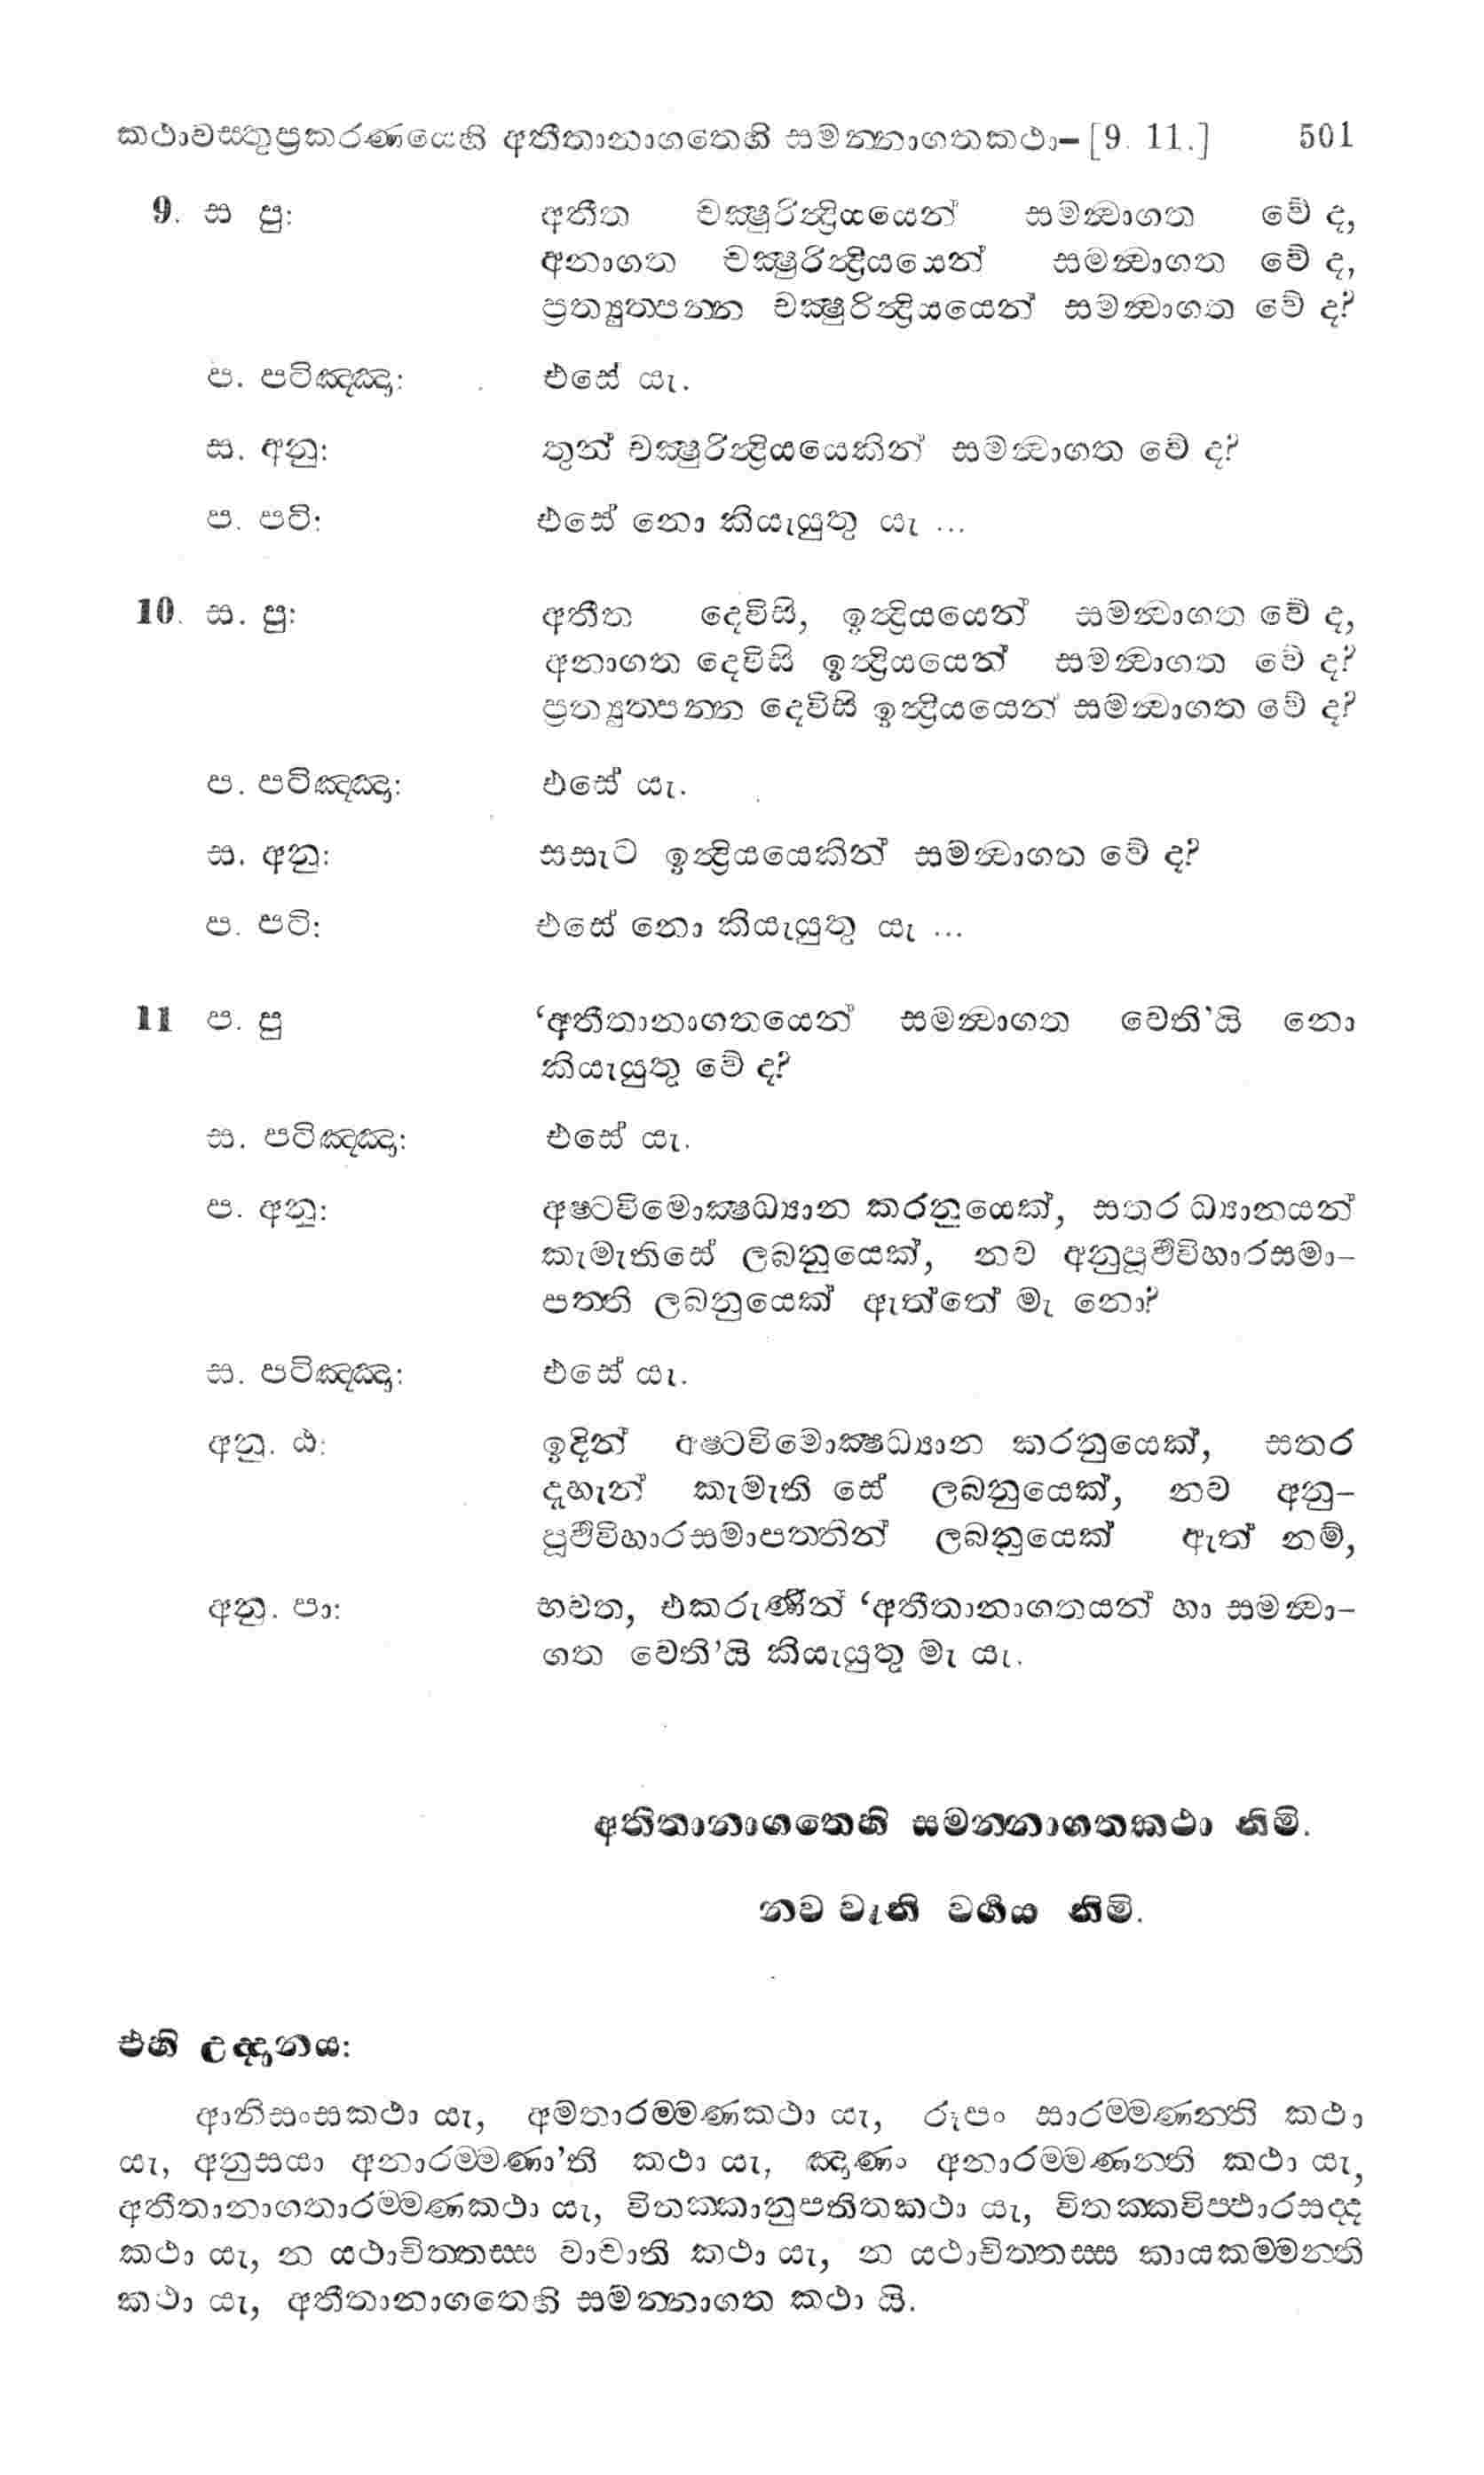 කථාවස්තුප්‍රකරණයෙහි අතීතානාගතෙහි සමන්නාගතකථා–[9. 11.] 501
9. ස පු: අතීත චක්‍ෂුරින්‍ද්‍රියයෙන් සමන්‍වාගත වේ ද,
අනාගත චක්‍ෂුරින්‍ද්‍රියයෙන් සමන්‍වාගත වේ ද,
ප්‍රත්‍යුත්පන්න චක්‍ෂුරින්‍ද්‍රියයෙන් සමන්‍වාගත වේ ද?
ප. පටිඤ්ඤා: එසේ යැ.
ස. අනු: තුන් චක්‍ෂුරින්‍ද්‍රියයෙකින් සමන්‍වාගත වේ ද?
ප. පටි: එසේ නො කියැයුතු යැ ...
10. ස. පු: අතීත දෙවිසි, ඉන්‍ද්‍රියයෙන් සමන්‍වාගත වේ ද,
අනාගත දෙවිසි ඉන්‍ද්‍රියයෙන් සමන්‍වාගත වේ ද?
ප්‍රත්‍යුත්පන්න දෙවිසි ඉන්‍ද්‍රියයෙන් සමන්‍වාගත වේ ද?
ප. පටිඤ්ඤා: එසේ යැ.
ස. අනු: සසැට ඉන්‍ද්‍රියයෙකින් සමන්‍වාගත වේ ද?
ප. පටි: එසේ නො කියැයුතු යැ ...
11 ප. පු ‘අතීතානාගතයෙන් සමන්‍වාගත වෙති’යි නො
කියැයුතු වේ ද?
ස. පටිඤ්ඤා: එසේ යැ.
ප. අනු: අෂ්ටවිමොක්‍ෂධ්‍යාන කරනුයෙක්, සතර ධ්‍යානයන්
කැමැතිසේ ලබනුයෙක්, නව අනුපූර්‍වවිහාරසමා-
පත්ති ලබනුයෙක් ඇත්තේ මැ නො?
ස. පටිඤ්ඤා: එසේ යැ.
අනු. ඨ: ඉදින් අෂ්ටවිමොක්‍ෂධ්‍යාන කරනුයෙක්, සතර
දැහැන් කැමැති සේ ලබනුයෙක්, නව අනු-
පූර්‍වවිහාරසමාපත්තීන් ලබනුයෙක් ඇත් නම්,
අනු. පා: භවත, එකරුණින් ‘අතීතානාගතයන් හා සමන්‍වා-
ගත වෙති’යි කියැයුතු මැ යැ.
අතීතානාගතෙහි සමන්නාගතකථා නිමි.
නව වැනි වර්‍ගය නිමි.
එහි උද්දානය:
ආනිසංසකථා යැ, අමතාරම්මණකථා යැ, රූපං සාරම්මණන්ති කථා
යැ, අනුසයා අනාරම්මණා’ති කථා යැ, ඤාණං අනාරම්මණන්ති කථා යැ,
අතීතානාගතාරම්මණකථා යැ, විතක්කානුපතිතකථා යැ, විතක්කවිප්ඵාරසද්ද
කථා යැ, න යථාචිත්තස්ස වාචාති කථා යැ, න යථාචිත්තස්ස කායකම්මන්ති
කථා යැ, අතීතානාගතෙහි සමන්නාගත කථා යි.